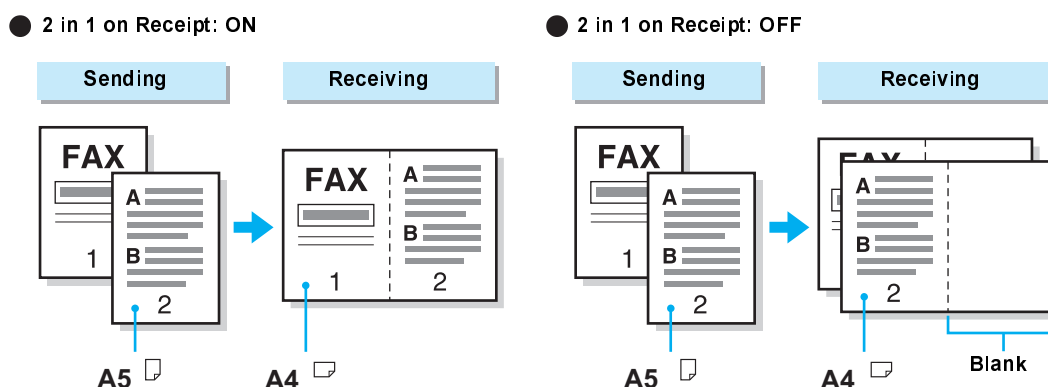 2 in 1 on Receipt: ON
Sending
Receiving
FAX
1
A
B
2
FAX
1
A
B
2
A5
A4
2 in 1 on Receipt: OFF
Sending
Receiving
FAX
1
A
B
2
FAX
A
B
2
A5
A4
Blank